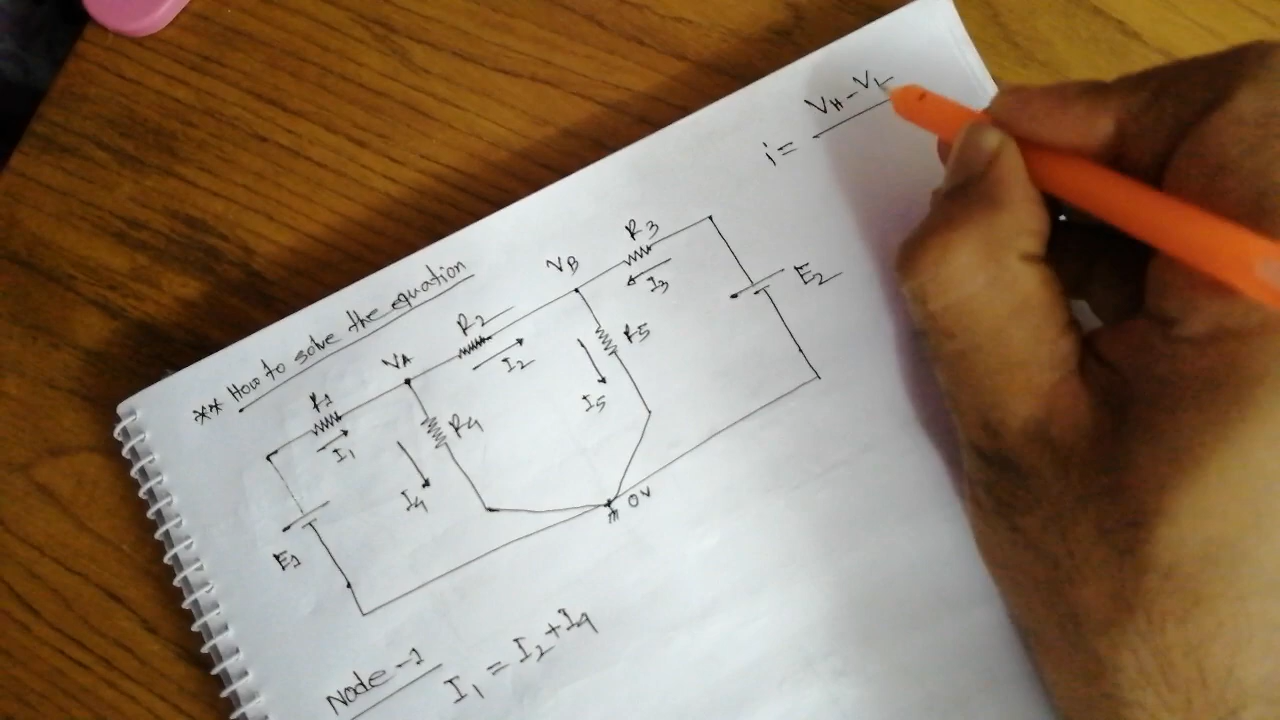 i = VH - VL
** How to solve the equation
R1
I1
VA
R2
I2
VB
R3
I3
E2
R4
I4
R5
I5
0V
E1
Node - 1
I1 = I2 + I4